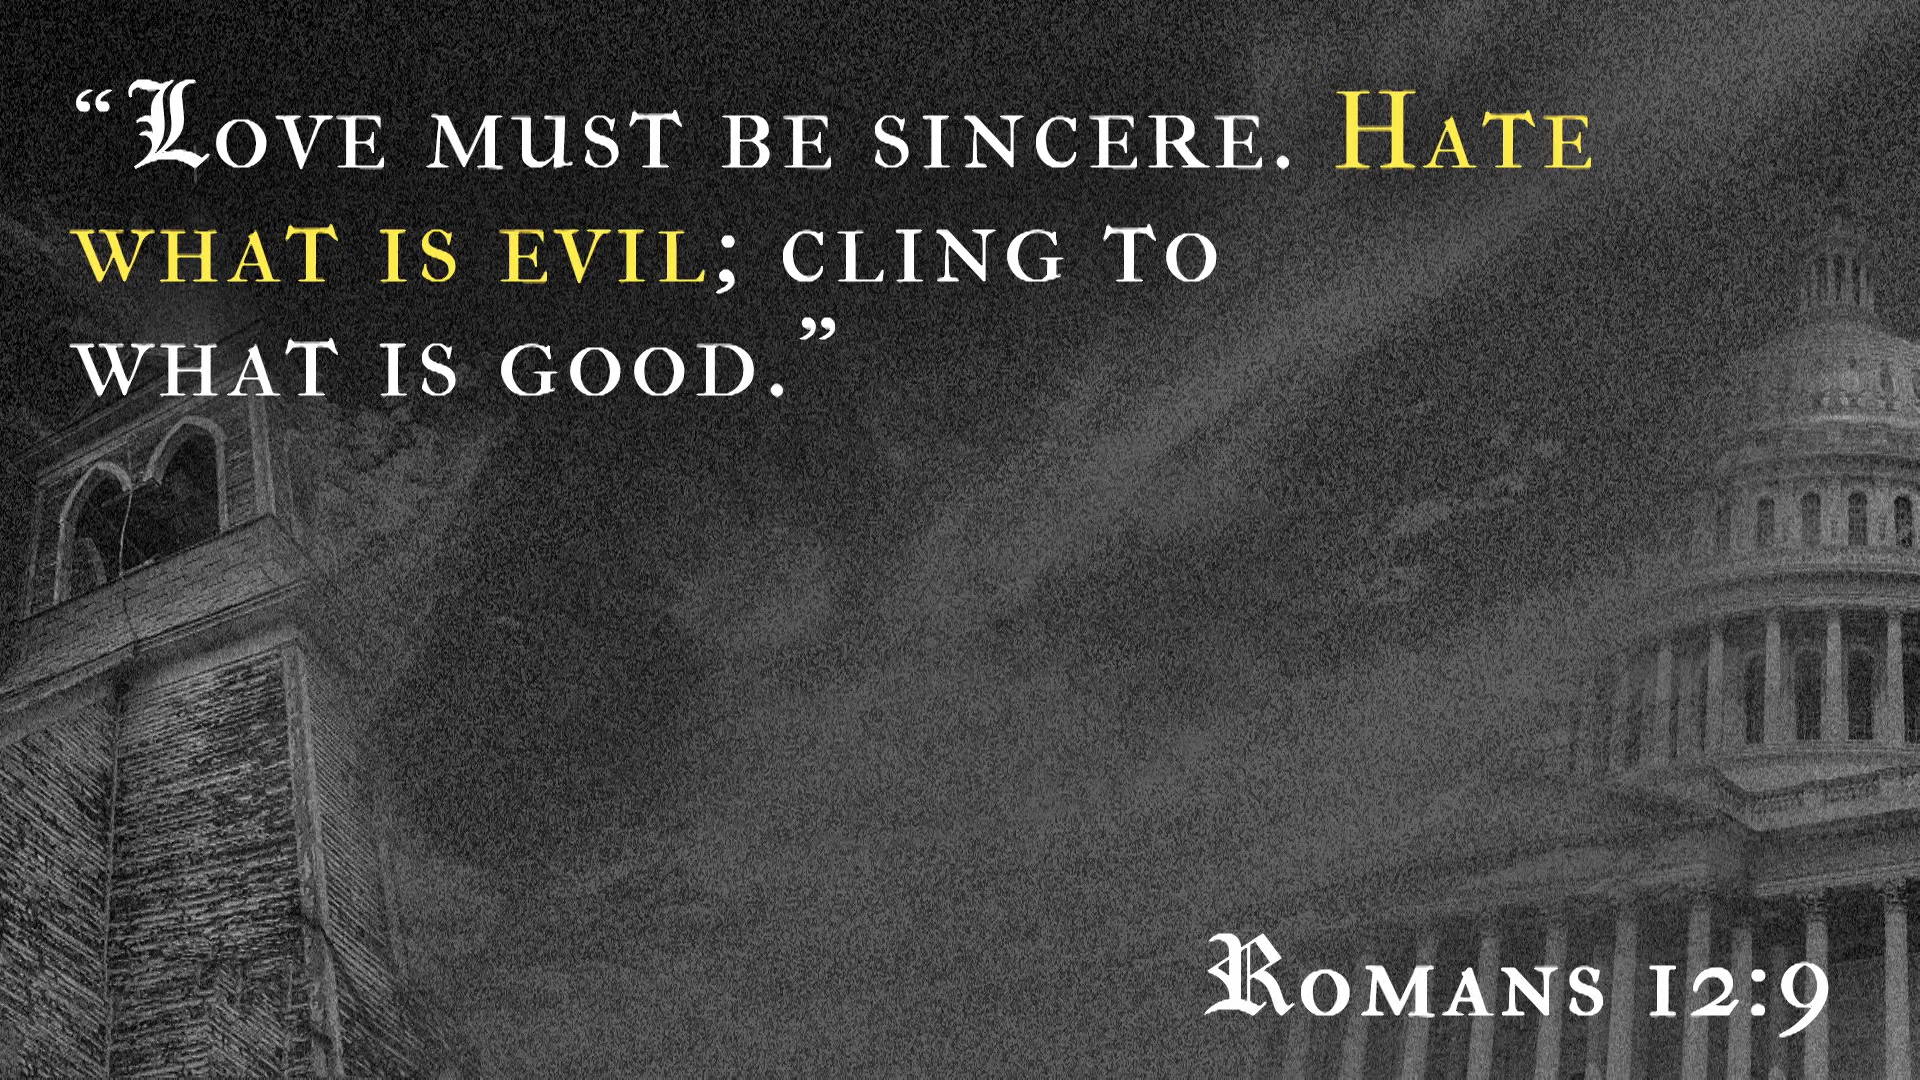 “Love must be sincere. Hate
what is evil; cling to
what is good.”
Romans 12:9